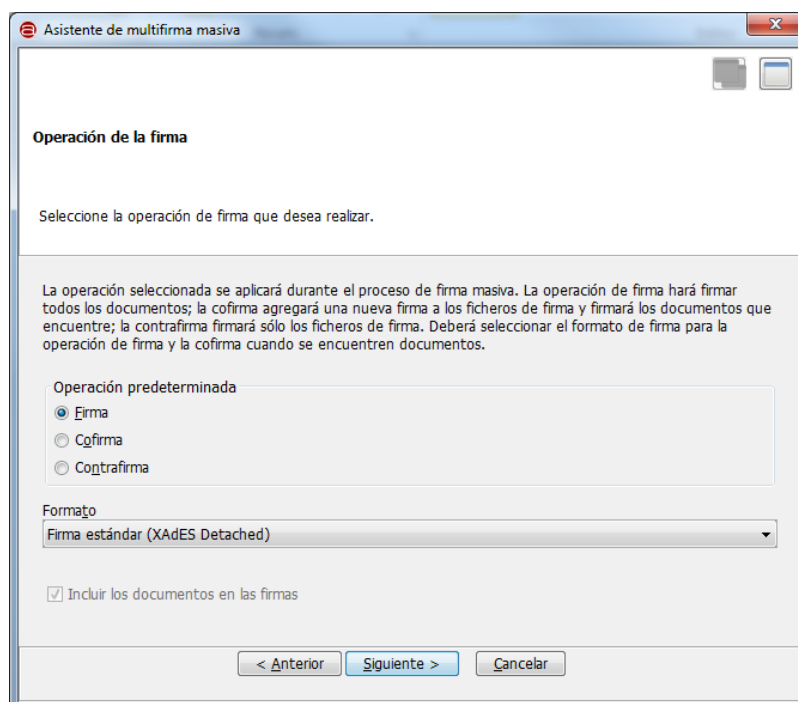 Asistente de multifirma masiva
Operación de la firma
Seleccione la operación de firma que desea realizar.
La operación seleccionada se aplicará durante el proceso de firma masiva. La operación de firma hará firmar
todos los documentos; la cofirma agregará una nueva firma a los ficheros de firma y firmará los documentos que
encuentre; la contrafirma firmará sólo los ficheros de firma. Deberá seleccionar el formato de firma para la
operación de firma y la cofirma cuando se encuentren documentos.
Operación predeterminada
Firma
Cofirma
Contrafirma
Formato
Firma estándar (XAdES Detached)
Incluir los documentos en las firmas
< Anterior Siguiente > Cancelar